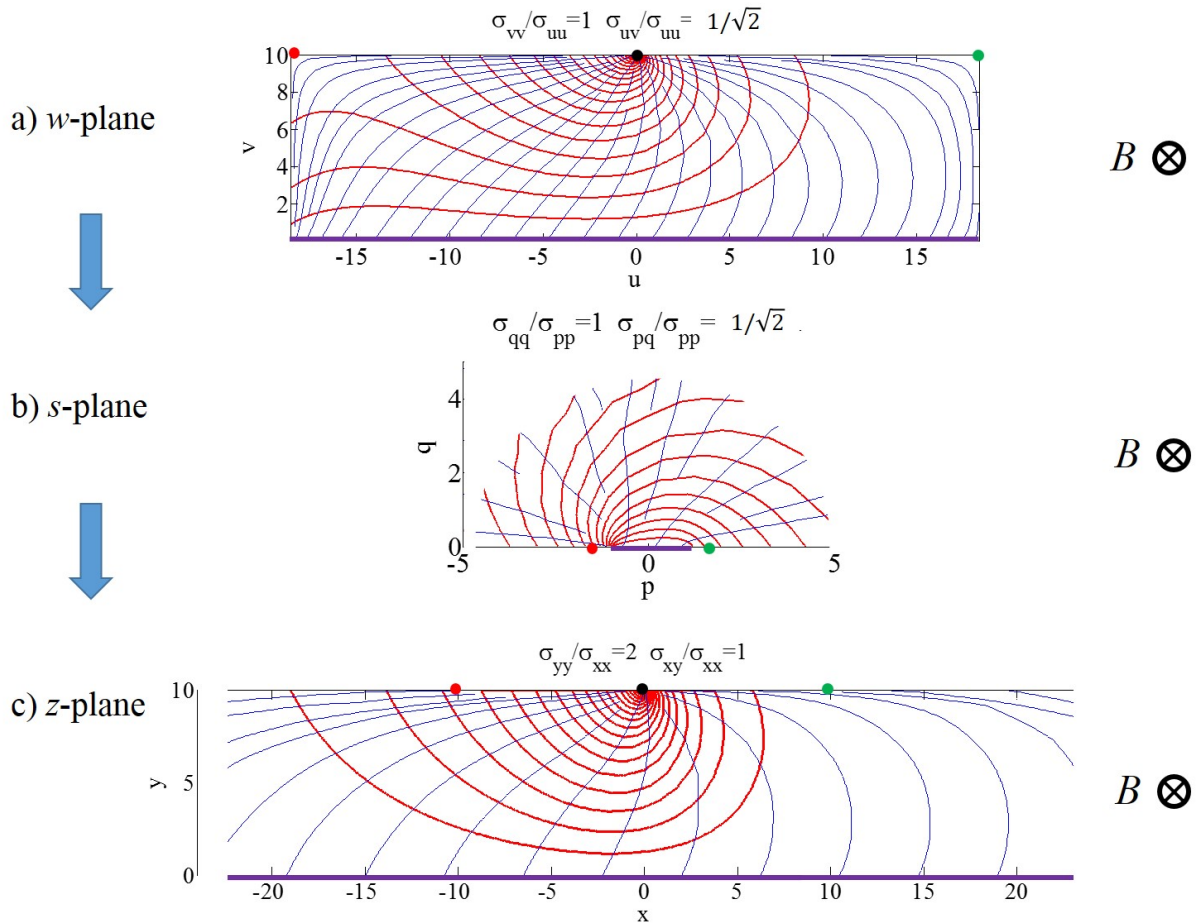 σvv/σuu=1 σuv/σuu= 1/√2
a) w-plane
v
10
8
6
4
2
-15 -10 -5 0 5 10 15
u
B ⊗
σqq/σpp=1 σpq/σpp= 1/√2 .
b) s-plane
q
4
2
0
-5 0 5
p
B ⊗
σyy/σxx=2 σxy/σxx=1
c) z-plane
y
10
5
0
-20 -15 -10 -5 0 5 10 15 20
x
B ⊗